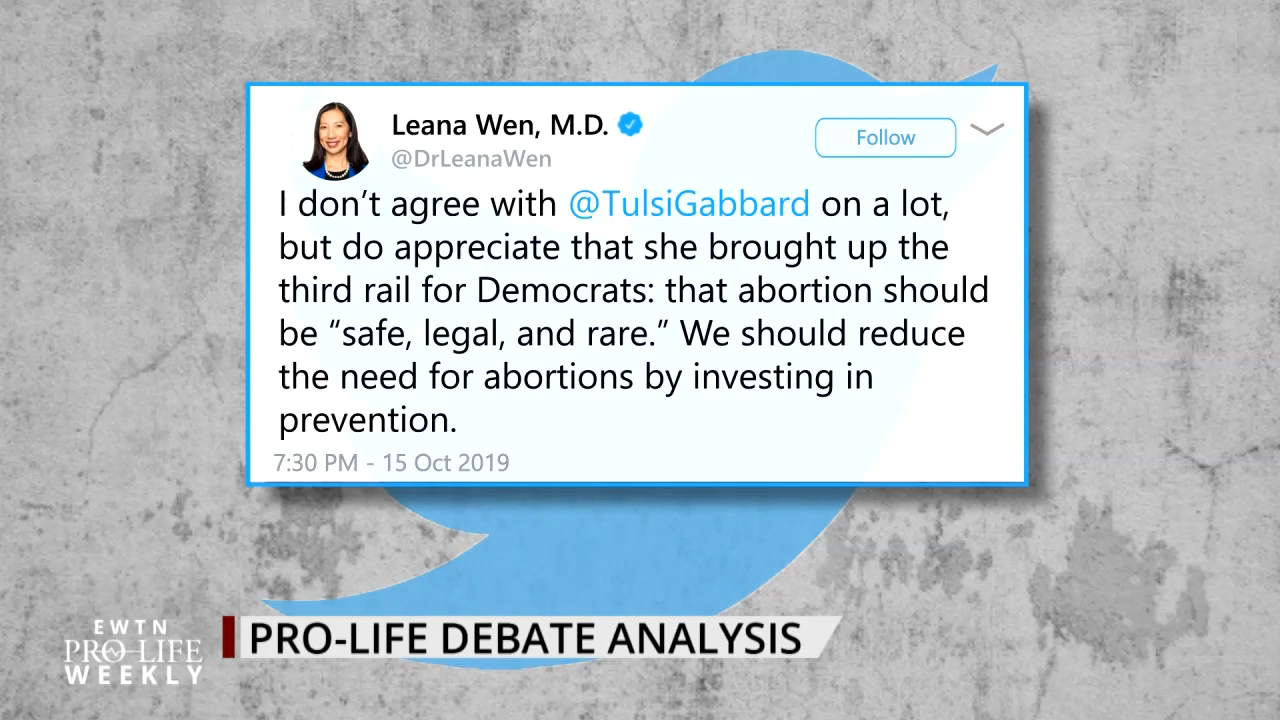 Leana Wen, M.D.
@DrLeanaWen
Follow
I don’t agree with @TulsiGabbard on a lot,
but do appreciate that she brought up the
third rail for Democrats: that abortion should
be “safe, legal, and rare.” We should reduce
the need for abortions by investing in
prevention.
7:30 PM - 15 Oct 2019
EWTN
PRO-LIFE
WEEKLY
PRO-LIFE DEBATE ANALYSIS